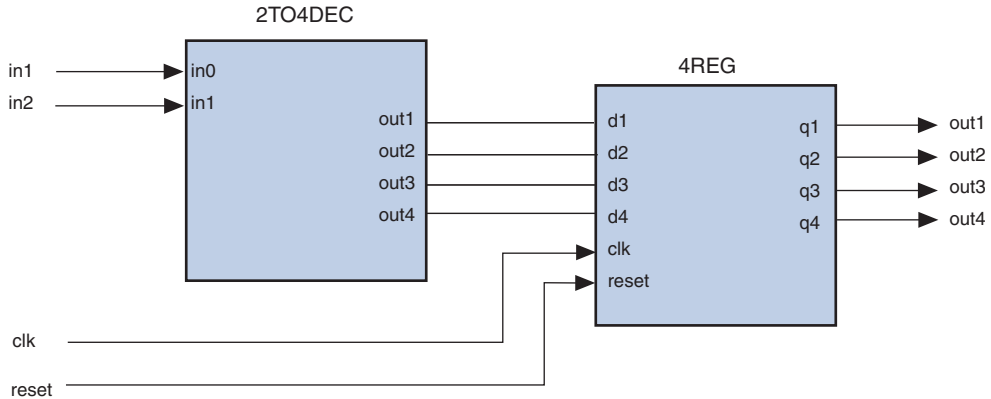 2TO4DEC
in1
in2
in0
in1
out1
out2
out3
out4
4REG
d1
d2
d3
d4
clk
reset
q1
q2
q3
q4
out1
out2
out3
out4
clk
reset